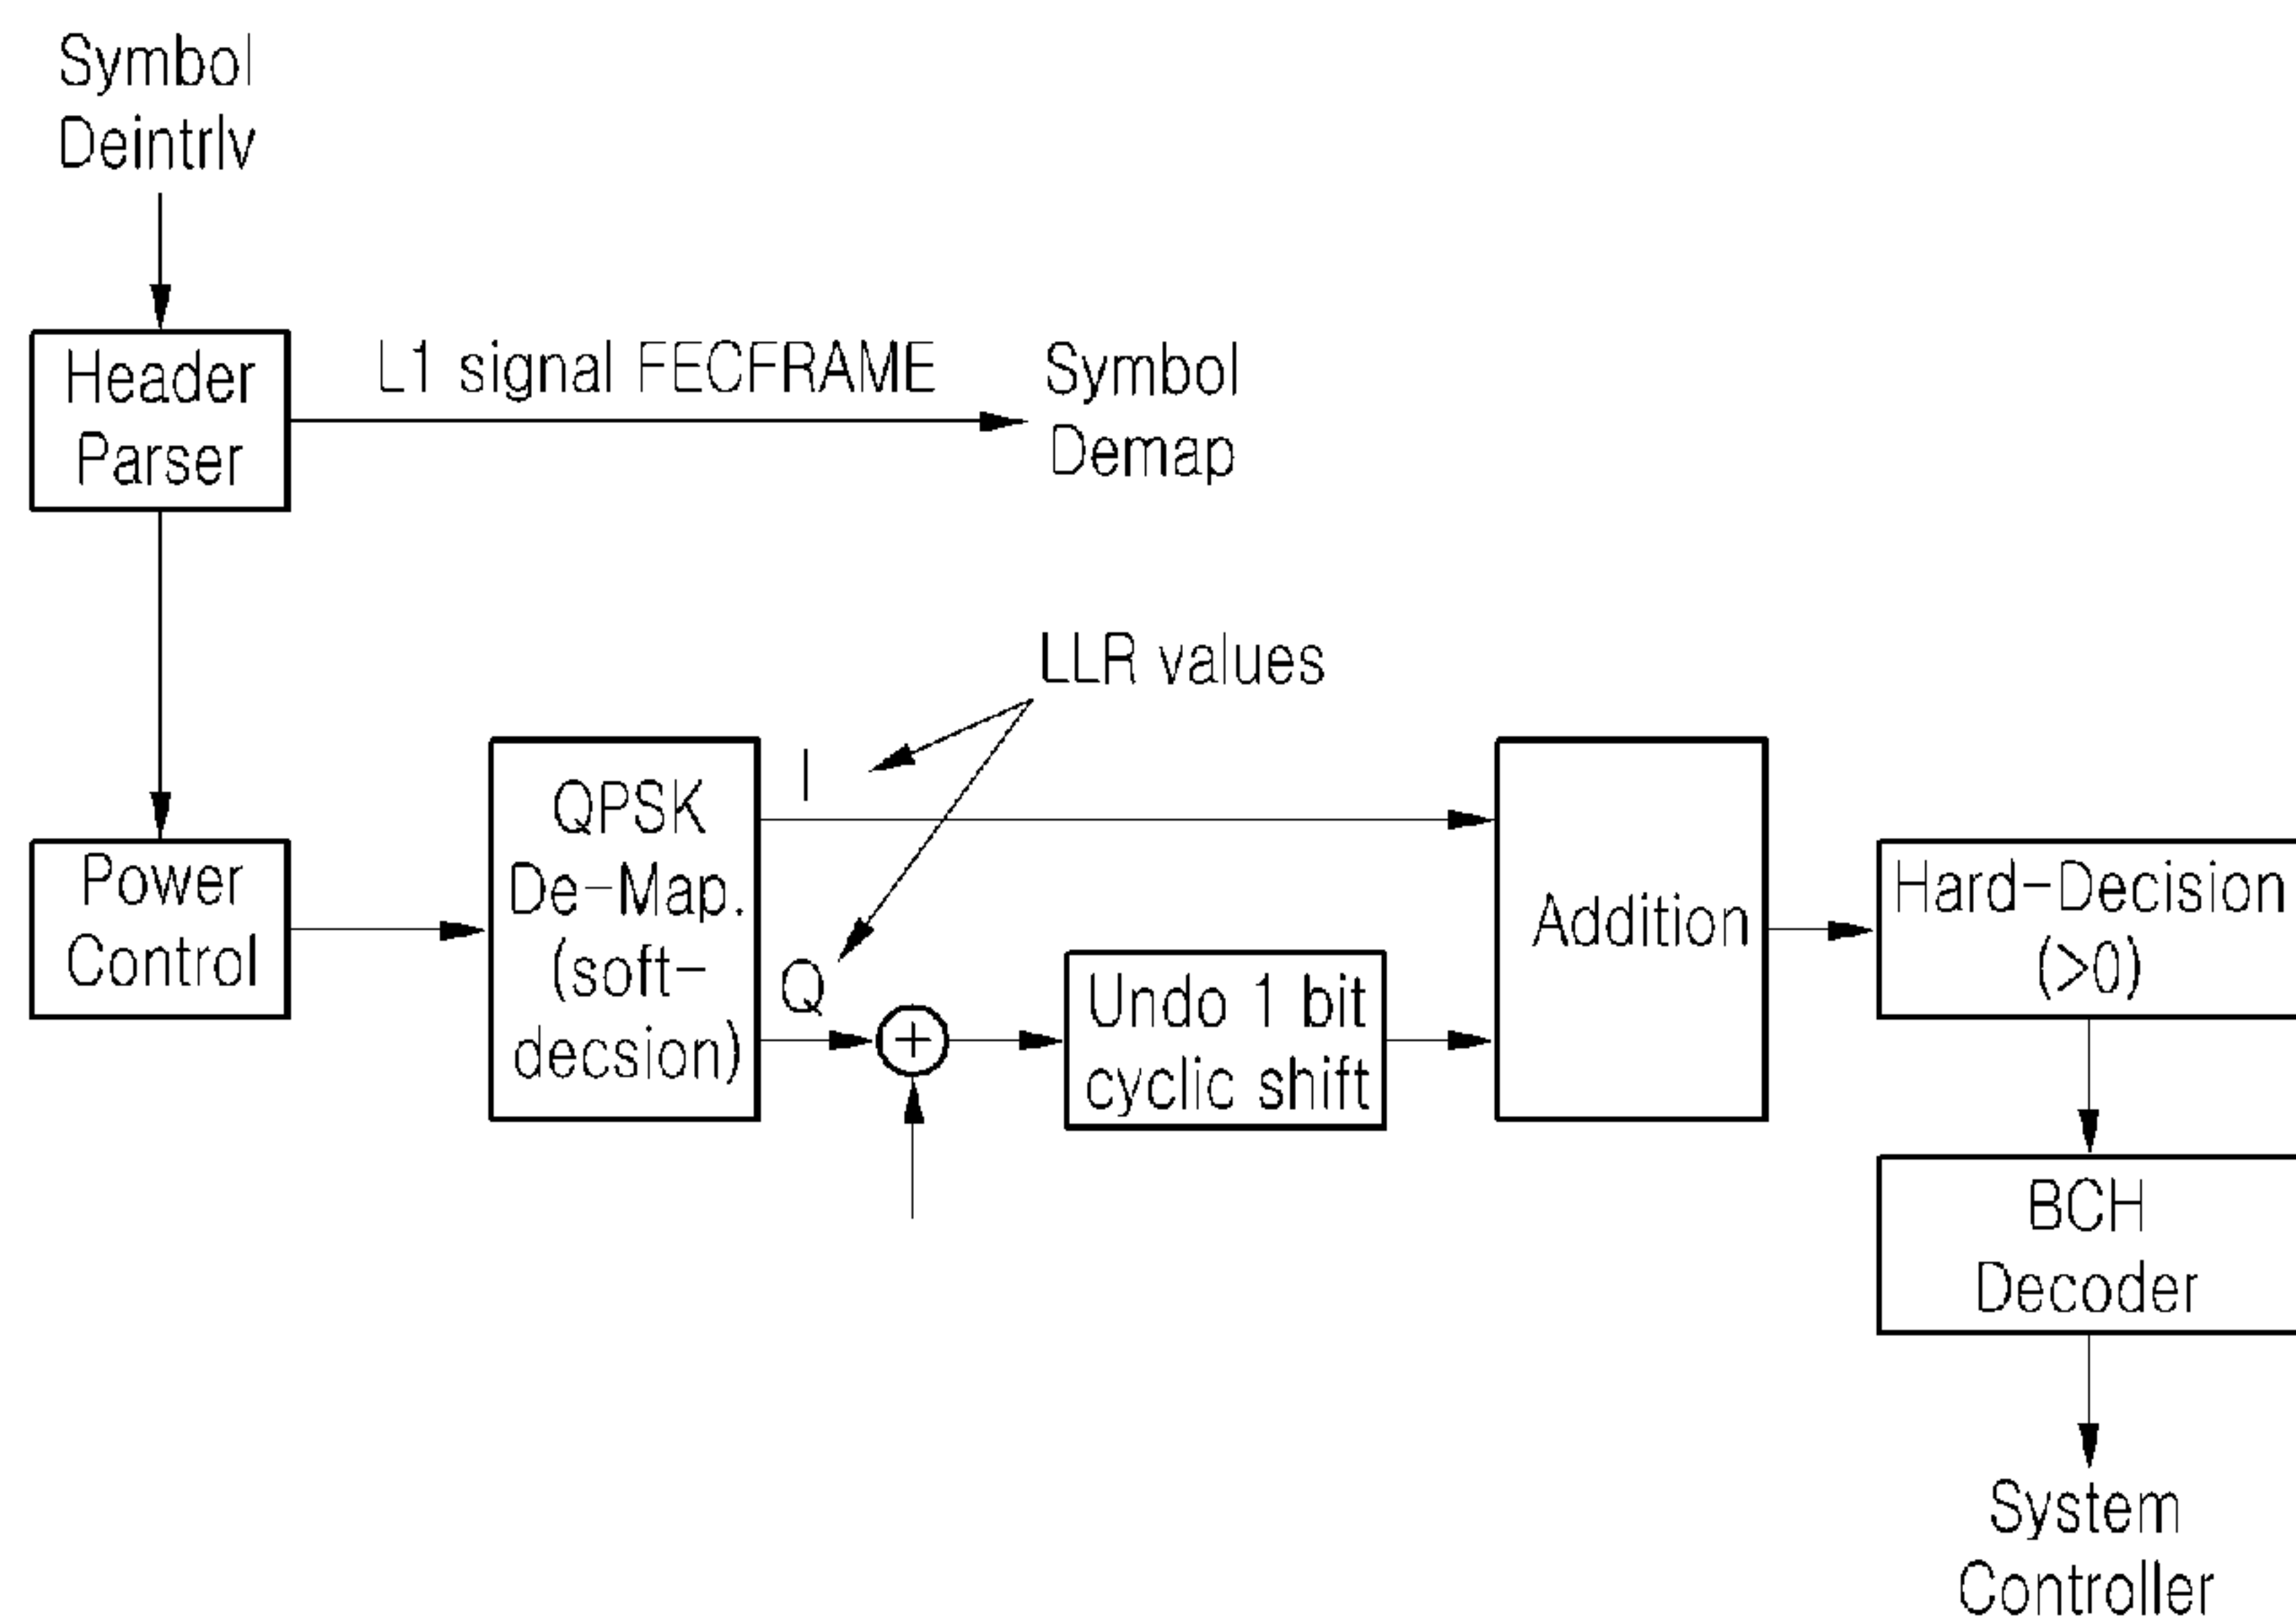 Symbol
Deintrlv
Header
Parser
L1 signal FECFRAME
Symbol
Demap
LLR values
Power
Control
QPSK
De-Map.
(soft-
decsion)
I
Q
+
Undo 1 bit
cyclic shift
Addition
Hard-Decision
(>0)
BCH
Decoder
System
Controller